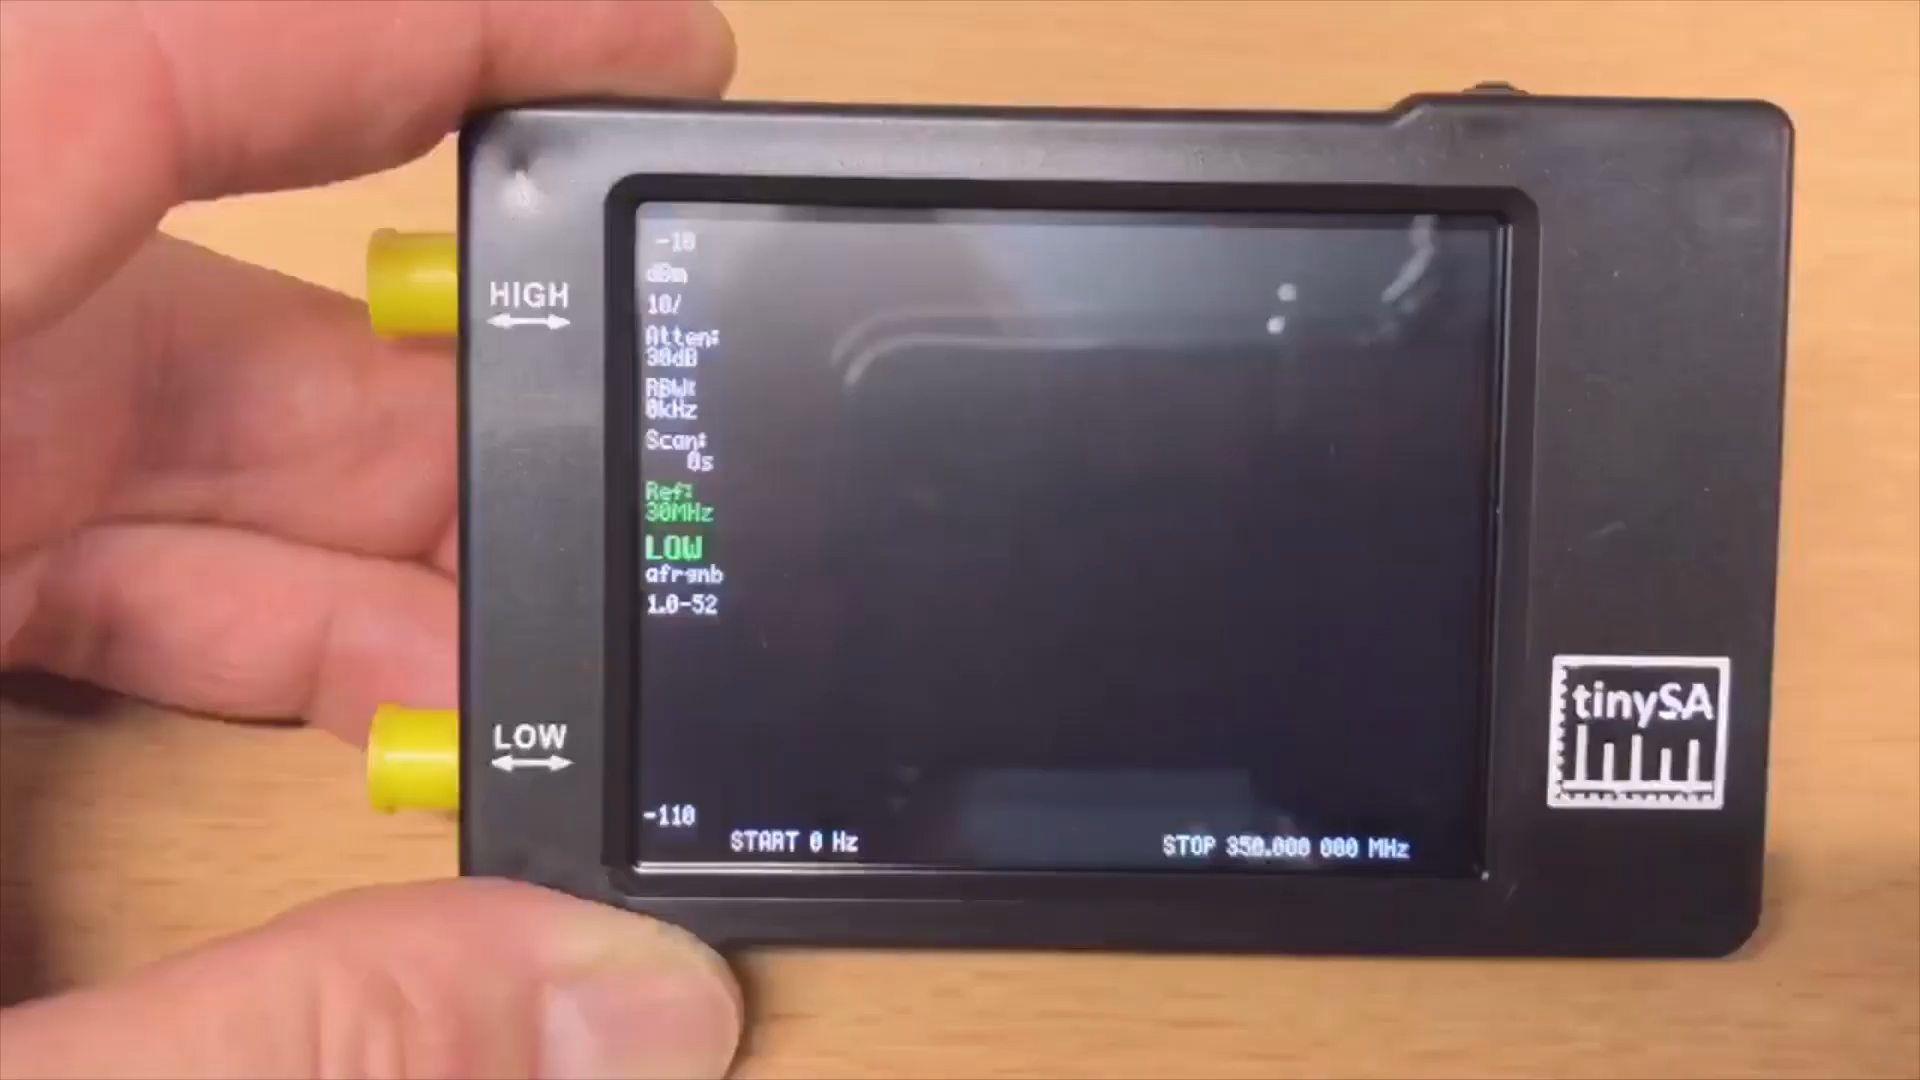 HIGH
LOW
-10
dBm
10/
Atten:
30dB
RBW:
0kHz
Scan:
0s
Ref:
30MHz
LOW
afrgnb
1.0-52
-110
START 0 Hz
STOP 350.000 000 MHz
tinySA